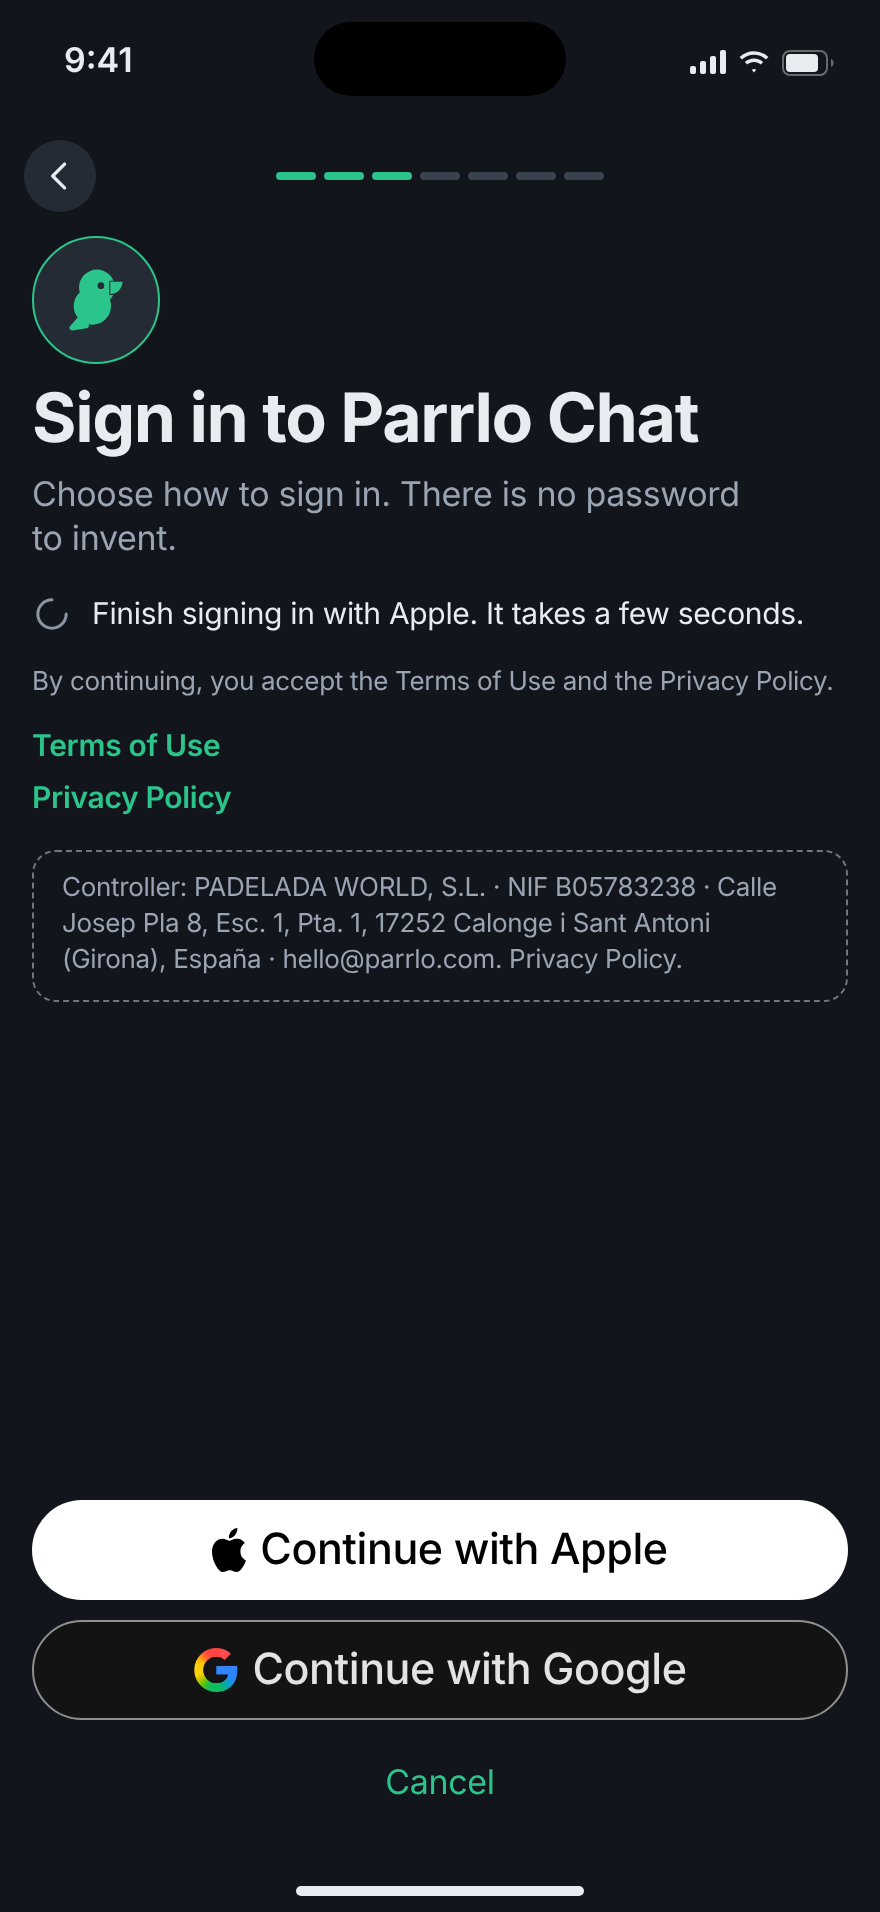 9:41
Sign in to Parrlo Chat
Choose how to sign in. There is no password
to invent.
Finish signing in with Apple. It takes a few seconds.
By continuing, you accept the Terms of Use and the Privacy Policy.
Terms of Use
Privacy Policy
Controller: PADELADA WORLD, S.L. · NIF B05783238 · Calle
Josep Pla 8, Esc. 1, Pta. 1, 17252 Calonge i Sant Antoni
(Girona), España · hello@parrlo.com. Privacy Policy.
Continue with Apple
Continue with Google
Cancel